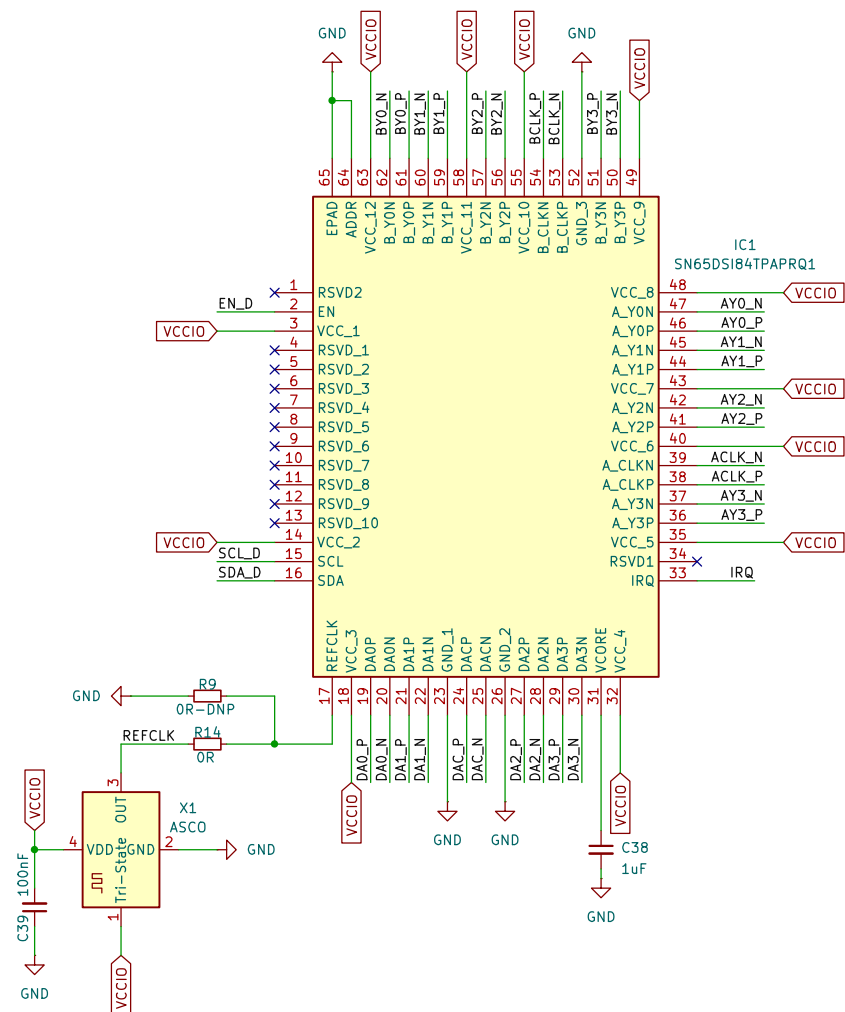 GND
VCCIO
VCCIO
VCCIO
GND
VCCIO
BY0_N
BY0_P
BY1_N
BY1_P
BY2_P
BY2_N
BCLK_P
BCLK_N
BY3_P
BY3_N
65
64
63
62
61
60
59
58
57
56
55
54
53
52
51
50
49
EPAD
ADDR
VCC_12
B_Y0N
B_Y0P
B_Y1N
B_Y1P
VCC_11
B_Y2N
B_Y2P
VCC_10
B_CLKN
B_CLKP
GND_3
B_Y3N
B_Y3P
VCC_9
IC1
SN65DSI84TPAPRQ1
1 RSVD2
EN_D 2 EN
VCCIO 3 VCC_1
4 RSVD_1
5 RSVD_2
6 RSVD_3
7 RSVD_4
8 RSVD_5
9 RSVD_6
10 RSVD_7
11 RSVD_8
12 RSVD_9
13 RSVD_10
VCCIO 14 VCC_2
SCL_D 15 SCL
SDA_D 16 SDA
VCC_8 48 VCCIO
A_Y0N 47 AY0_N
A_Y0P 46 AY0_P
A_Y1N 45 AY1_N
A_Y1P 44 AY1_P
VCC_7 43 VCCIO
A_Y2N 42 AY2_N
A_Y2P 41 AY2_P
VCC_6 40 VCCIO
A_CLKN 39 ACLK_N
A_CLKP 38 ACLK_P
A_Y3N 37 AY3_N
A_Y3P 36 AY3_P
VCC_5 35 VCCIO
RSVD1 34
IRQ 33 IRQ
REFCLK
VCC_3
DA0P
DA0N
DA1P
DA1N
GND_1
DACP
DACN
GND_2
DA2P
DA2N
DA3P
DA3N
VCORE
VCC_4
17
18
19
20
21
22
23
24
25
26
27
28
29
30
31
32
DA0_P
DA0_N
DA1_P
DA1_N
DAC_P
DAC_N
DA2_P
DA2_N
DA3_P
DA3_N
VCCIO
GND
GND
VCCIO
C38
1uF
GND
GND
R9
0R-DNP
REFCLK
R14
0R
VCCIO
3
OUT
X1
ASCO
4
VDD
GND
2
GND
Tri-State
1
VCCIO
100nF
C39
GND